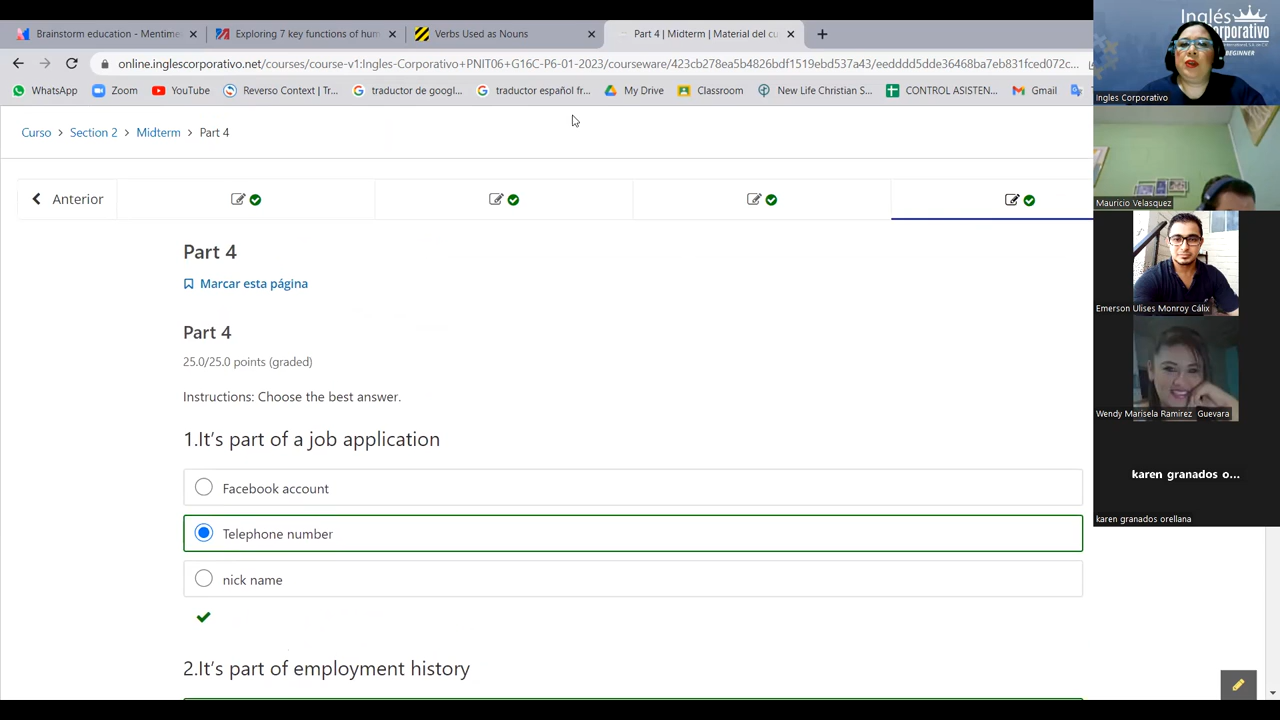 Brainstorm education - Mentime
Exploring 7 key functions of hum
Verbs Used as Nouns
Part 4 | Midterm | Material del cu
online.inglescorporativo.net/courses/course-v1:Ingles-Corporativo+PNLT1+GTGC-I5-01-2023/courseware/423cb278ea5b4826bdf1519ebd537a43/eedddd5dde36468ba7eb831fced072c...
WhatsApp
Zoom
YouTube
Reverso Context | Tr...
traductor de googl...
traductor español fr...
My Drive
Classroom
New Life Christian S...
CONTROL ASISTEN...
Gmail
Curso > Section 2 > Midterm > Part 4
Anterior
Part 4
Marcar esta página
Part 4
25.0/25.0 points (graded)
Instructions: Choose the best answer.
1.It's part of a job application
Facebook account
Telephone number
nick name
2.It's part of employment history
Inglés
Corporativo
BEGINNER
Ingles Corporativo
Mauricio Velasquez
Emerson Ulises Monroy Cálix
Wendy Marisela Ramirez Guevara
karen granados o...
karen granados orellana